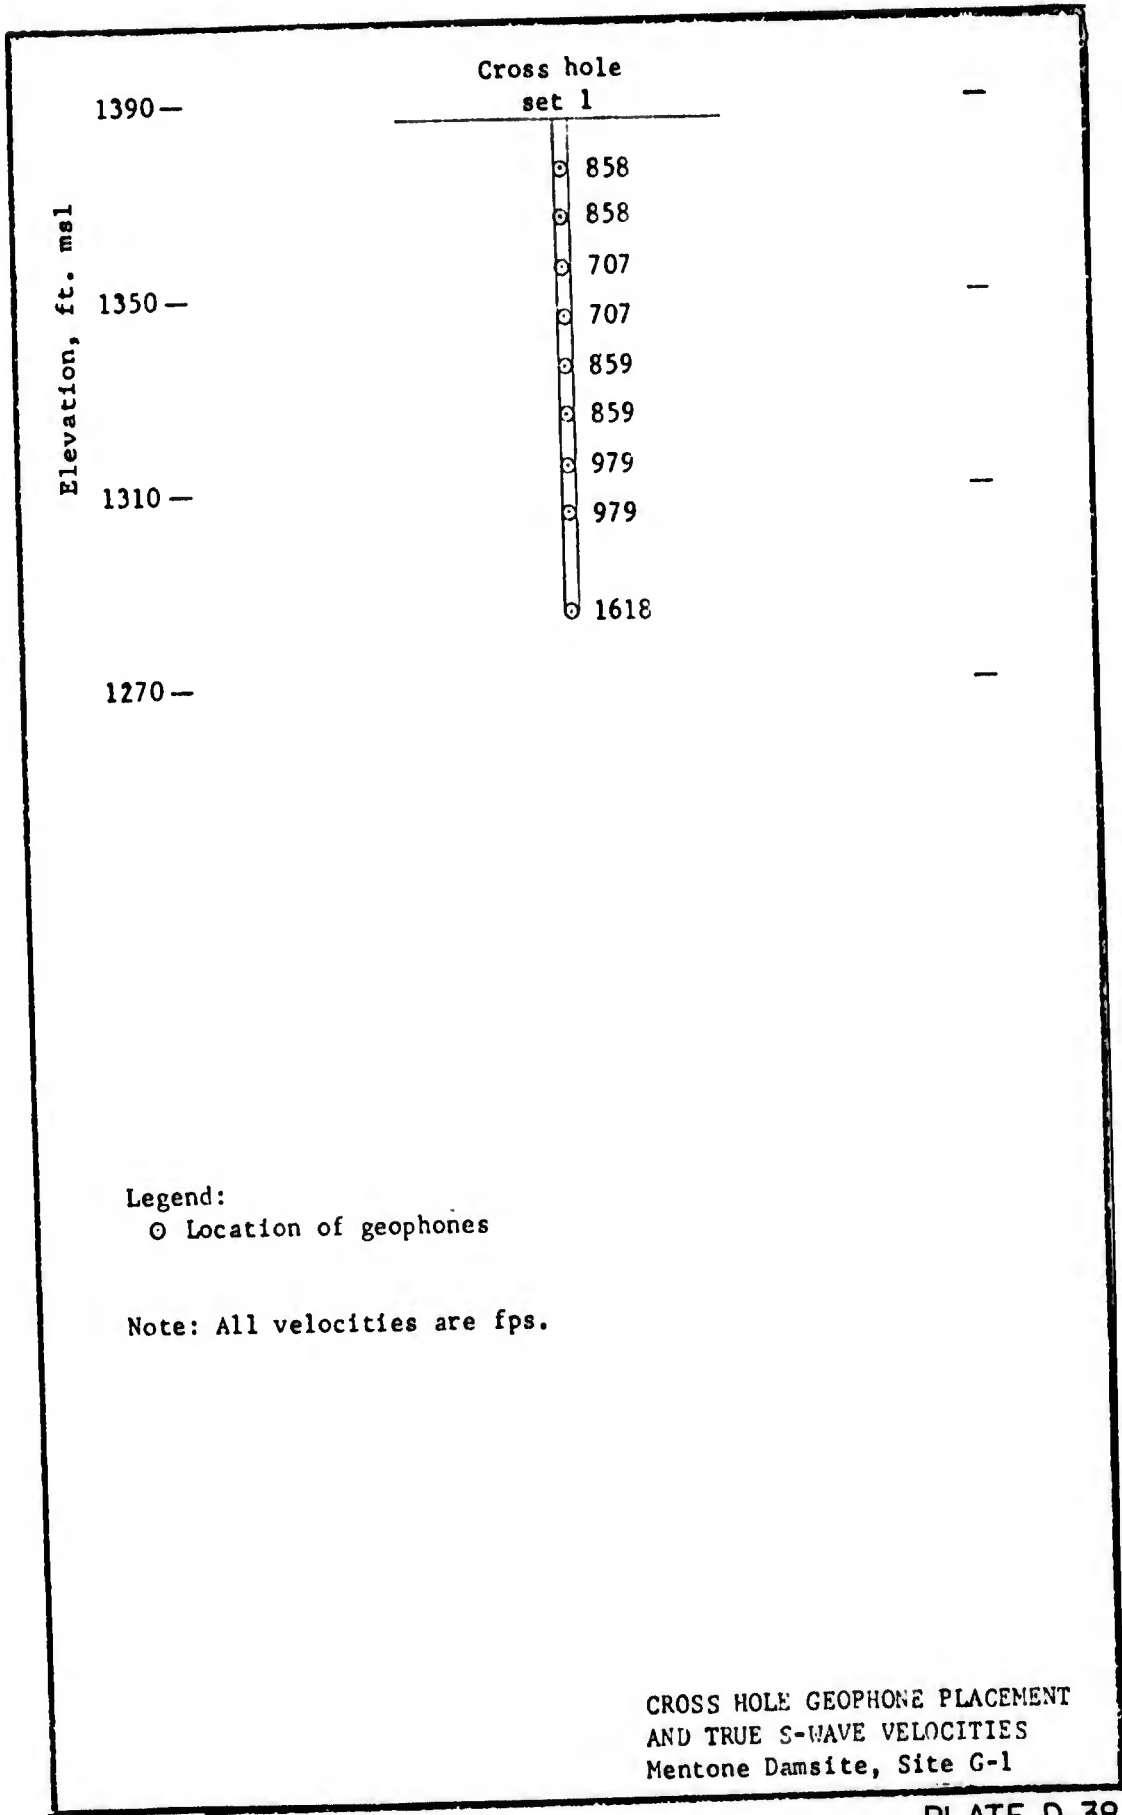 Cross hole
set 1
1390—
858
858
707
1350—
707
859
859
979
1310—
979
1618
1270—
Elevation, ft. msl
Legend:
⊙ Location of geophones
Note: All velocities are fps.
CROSS HOLE GEOPHONE PLACEMENT
AND TRUE S-WAVE VELOCITIES
Mentone Damsite, Site G-1
PLATE D-38